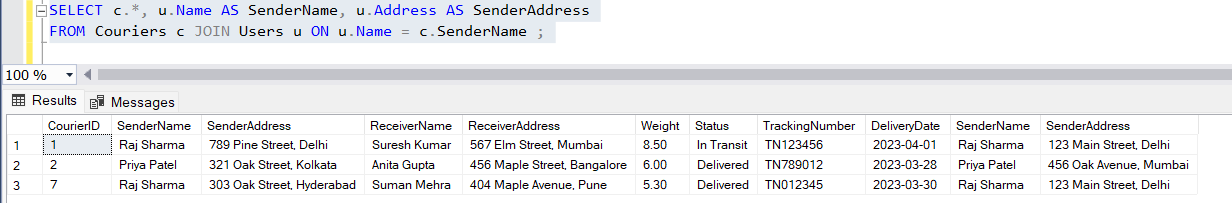 SELECT c.*, u.Name AS SenderName, u.Address AS SenderAddress
FROM Couriers c JOIN Users u ON u.Name = c.SenderName ;
100 %
Results Messages
CourierID SenderName SenderAddress ReceiverName ReceiverAddress Weight Status TrackingNumber DeliveryDate SenderName SenderAddress
1 1 Raj Sharma 789 Pine Street, Delhi Suresh Kumar 567 Elm Street, Mumbai 8.50 In Transit TN123456 2023-04-01 Raj Sharma 123 Main Street, Delhi
2 2 Priya Patel 321 Oak Street, Kolkata Anita Gupta 456 Maple Street, Bangalore 6.00 Delivered TN789012 2023-03-28 Priya Patel 456 Oak Avenue, Mumbai
3 7 Raj Sharma 303 Oak Street, Hyderabad Suman Mehra 404 Maple Avenue, Pune 5.30 Delivered TN012345 2023-03-30 Raj Sharma 123 Main Street, Delhi